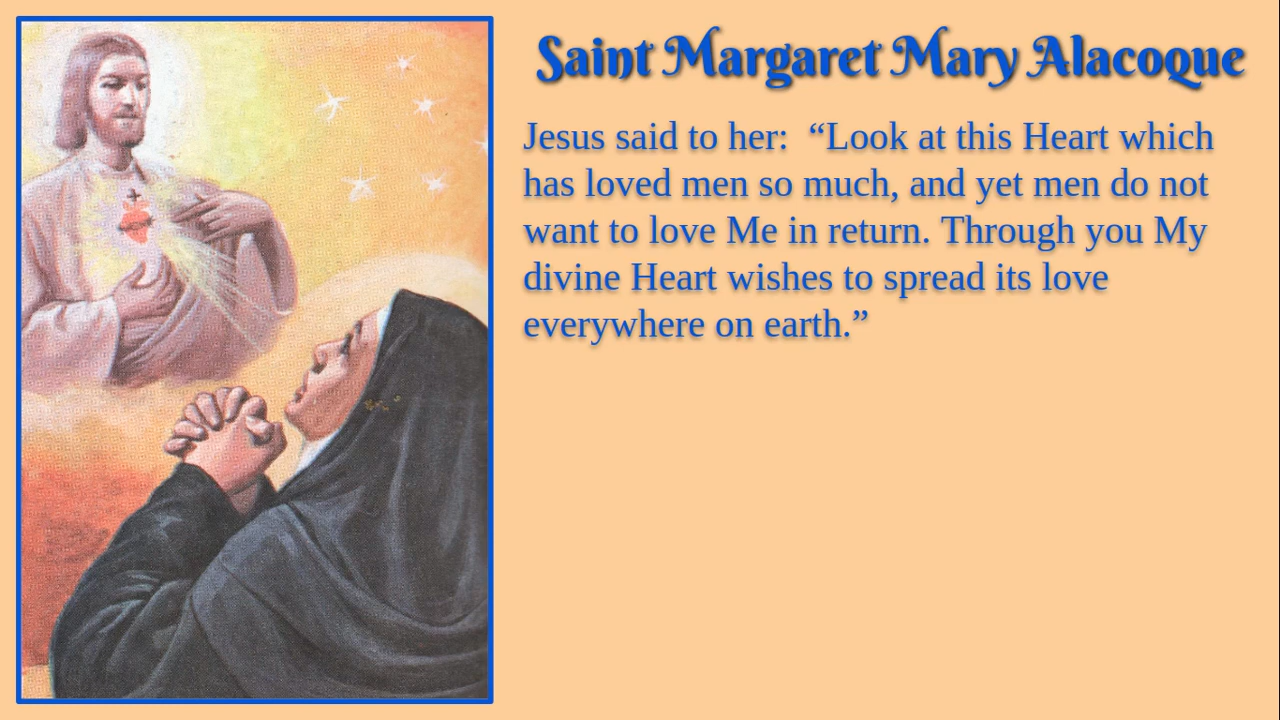 Saint Margaret Mary Alacoque
Jesus said to her:  “Look at this Heart which
has loved men so much, and yet men do not
want to love Me in return. Through you My
divine Heart wishes to spread its love
everywhere on earth.”